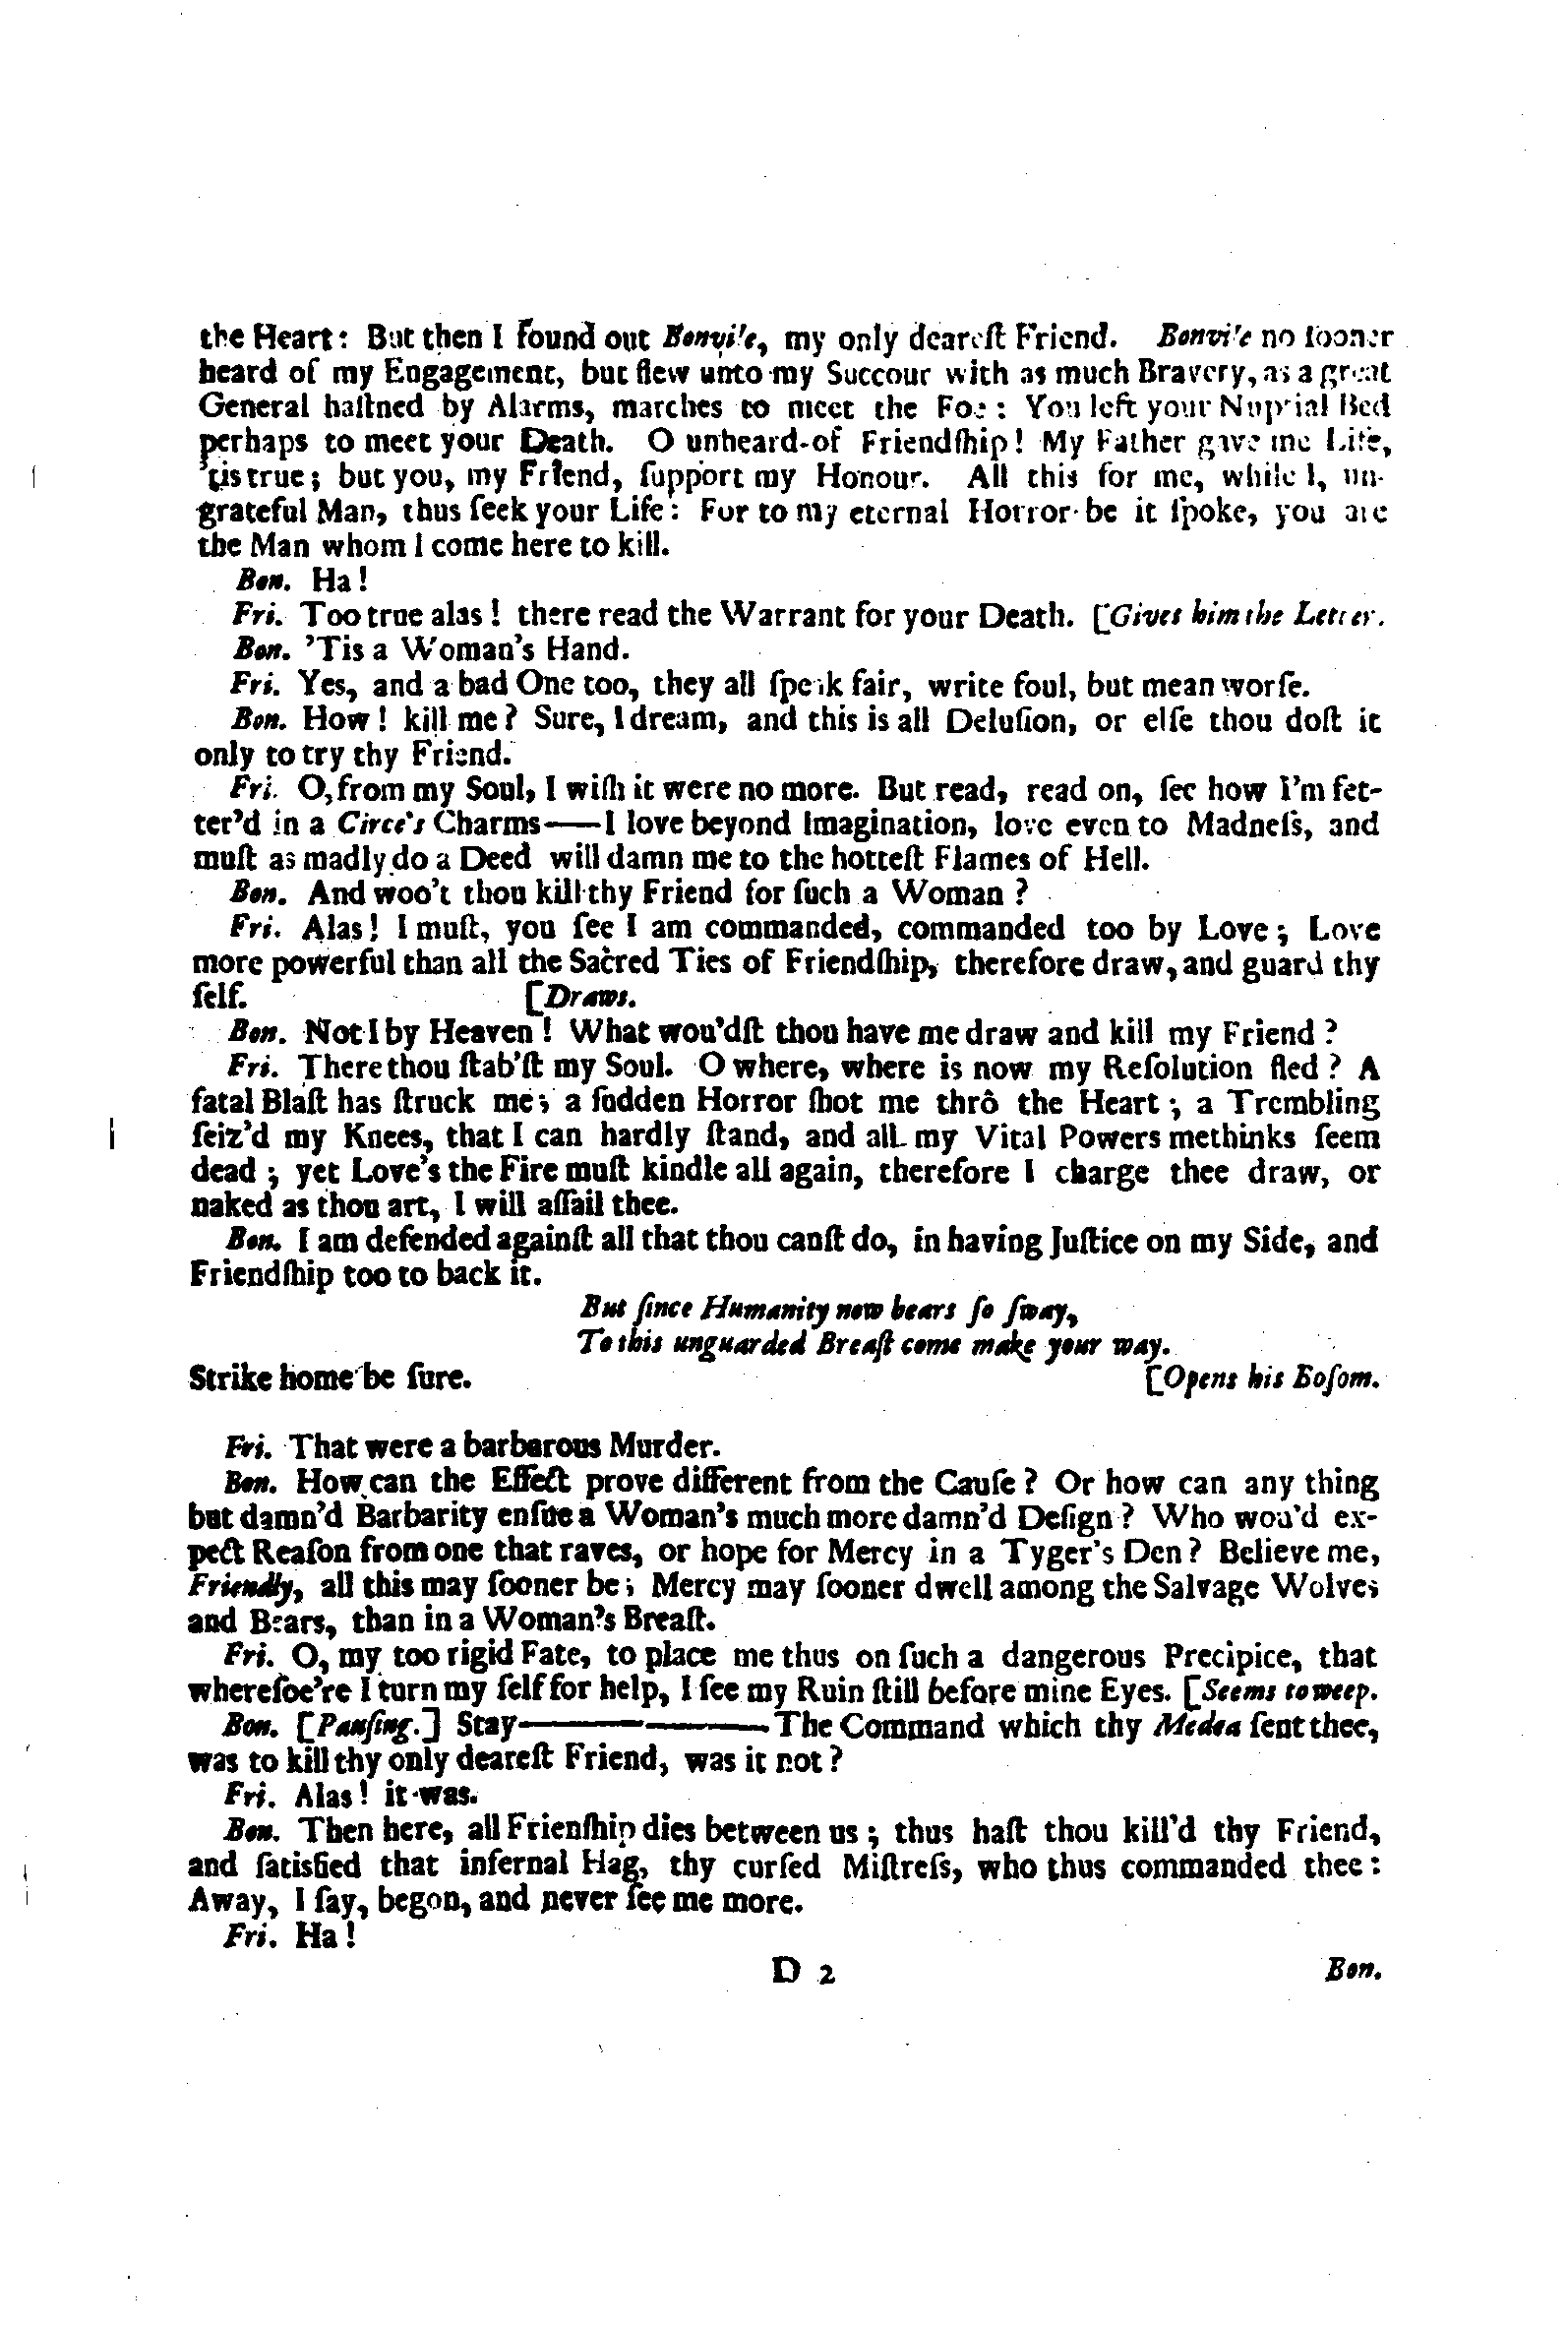 the Heart: But then I found out Bonvile, my only deareſt Friend. Bonvile no ſooner
heard of my Engagement, but flew unto my Succour with as much Bravery, as a great
General haſtned by Alarms, marches to meet the Foe: You left your Nuptial Bed
perhaps to meet your Death. O unheard-of Friendſhip! My Father gave me Life,
'tis true; but you, my Friend, ſupport my Honour. All this for me, while I, un-
grateful Man, thus ſeek your Life: For to my eternal Horror be it ſpoke, you are
the Man whom I come here to kill.
Bon. Ha!
Fri. Too true alas! there read the Warrant for your Death. [Gives him the Letter.
Bon. 'Tis a Woman's Hand.
Fri. Yes, and a bad One too, they all ſpeak fair, write foul, but mean worſe.
Bon. How! kill me? Sure, I dream, and this is all Deluſion, or elſe thou doſt it
only to try thy Friend.
Fri. O, from my Soul, I wiſh it were no more. But read, read on, ſee how I'm fet-
ter'd in a Circe's Charms——I love beyond Imagination, love even to Madneſs, and
muſt as madly do a Deed will damn me to the hotteſt Flames of Hell.
Bon. And woo't thou kill thy Friend for ſuch a Woman?
Fri. Alas! I muſt, you ſee I am commanded, commanded too by Love; Love
more powerful than all the Sacred Ties of Friendſhip, therefore draw, and guard thy
ſelf. [Draws.
Bon. Not I by Heaven! What wou'dſt thou have me draw and kill my Friend?
Fri. There thou ſtab'ſt my Soul. O where, where is now my Reſolution fled? A
fatal Blaſt has ſtruck me; a ſudden Horror ſhot me thrô the Heart; a Trembling
ſeiz'd my Knees, that I can hardly ſtand, and all my Vital Powers methinks ſeem
dead; yet Love's the Fire muſt kindle all again, therefore I charge thee draw, or
naked as thou art, I will aſſail thee.
Bon. I am defended againſt all that thou canſt do, in having Juſtice on my Side, and
Friendſhip too to back it.
But ſince Humanity now bears ſo ſway,
To this unguarded Breaſt come make your way.
Strike home be ſure. [Opens his Boſom.
Fri. That were a barbarous Murder.
Bon. How can the Effect prove different from the Cauſe? Or how can any thing
but damn'd Barbarity enſue a Woman's much more damn'd Deſign? Who wou'd ex-
pect Reaſon from one that raves, or hope for Mercy in a Tyger's Den? Believe me,
Friendly, all this may ſooner be; Mercy may ſooner dwell among the Salvage Wolves
and Bears, than in a Woman's Breaſt.
Fri. O, my too rigid Fate, to place me thus on ſuch a dangerous Precipice, that
whereſoe're I turn my ſelf for help, I ſee my Ruin ſtill before mine Eyes. [Seems to weep.
Bon. [Pauſing.] Stay————The Command which thy Medea ſent thee,
was to kill thy only deareſt Friend, was it not?
Fri. Alas! it was.
Bon. Then here, all Frienſhip dies between us; thus haſt thou kill'd thy Friend,
and ſatisfied that infernal Hag, thy curſed Miſtreſs, who thus commanded thee:
Away, I ſay, begon, and never ſee me more.
Fri. Ha!
D 2 Bon.